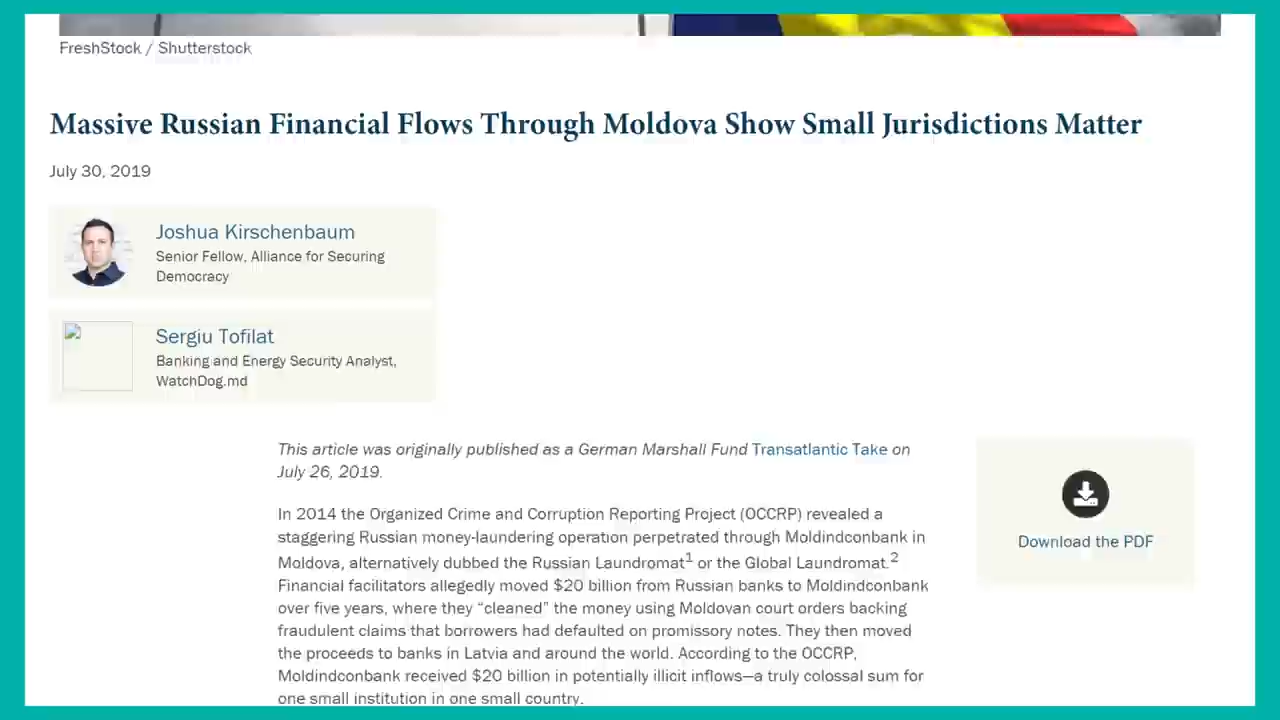 FreshStock / Shutterstock
Massive Russian Financial Flows Through Moldova Show Small Jurisdictions Matter
July 30, 2019
Joshua Kirschenbaum
Senior Fellow, Alliance for Securing
Democracy
Sergiu Tofilat
Banking and Energy Security Analyst,
WatchDog.md
This article was originally published as a German Marshall Fund Transatlantic Take on
July 26, 2019.
In 2014 the Organized Crime and Corruption Reporting Project (OCCRP) revealed a
staggering Russian money-laundering operation perpetrated through Moldindconbank in
Moldova, alternatively dubbed the Russian Laundromat1 or the Global Laundromat.2
Financial facilitators allegedly moved $20 billion from Russian banks to Moldindconbank
over five years, where they “cleaned” the money using Moldovan court orders backing
fraudulent claims that borrowers had defaulted on promissory notes. They then moved
the proceeds to banks in Latvia and around the world. According to the OCCRP,
Moldindconbank received $20 billion in potentially illicit inflows—a truly colossal sum for
one small institution in one small country.
Download the PDF